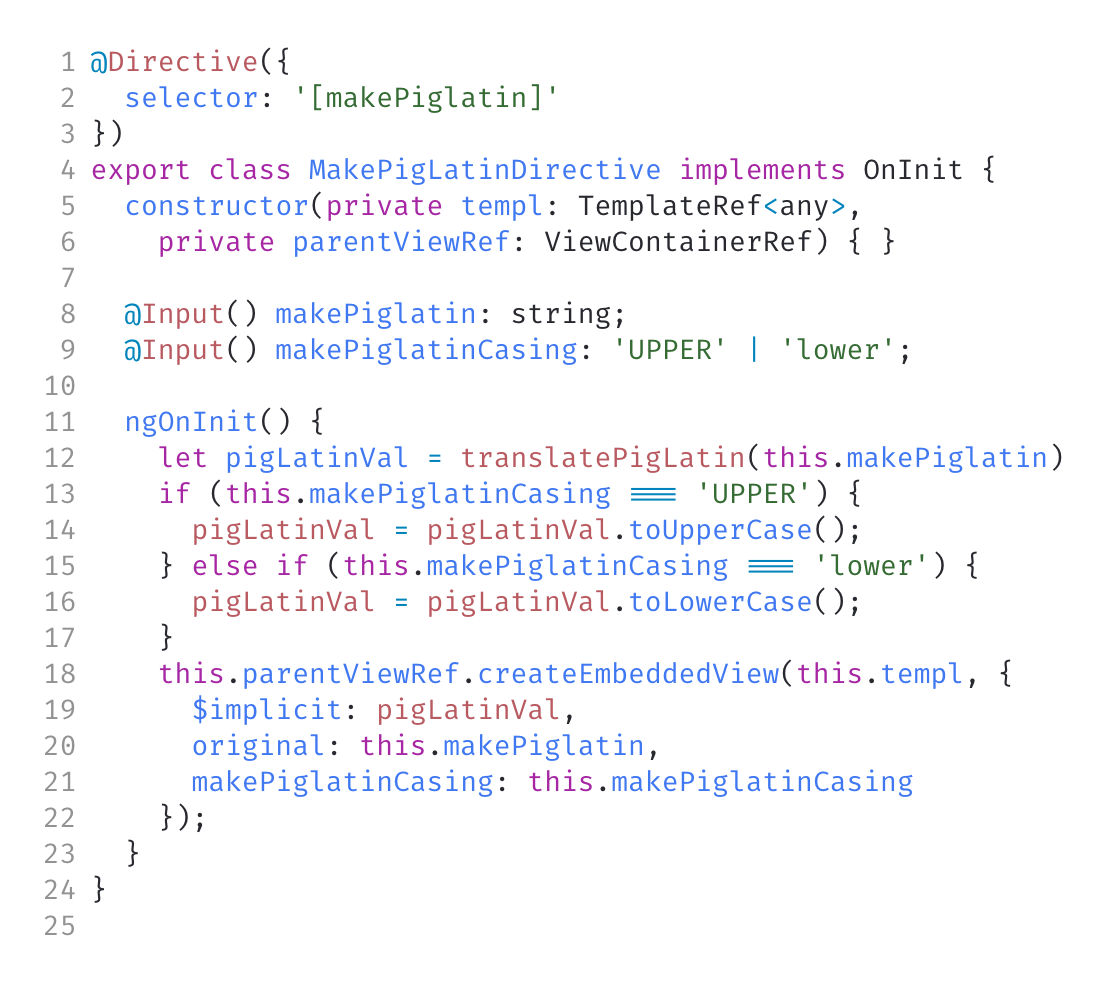 1 @Directive({
2   selector: '[makePiglatin]'
3 })
4 export class MakePigLatinDirective implements OnInit {
5   constructor(private templ: TemplateRef<any>,
6     private parentViewRef: ViewContainerRef) { }
7
8   @Input() makePiglatin: string;
9   @Input() makePiglatinCasing: 'UPPER' | 'lower';
10
11   ngOnInit() {
12     let pigLatinVal = translatePigLatin(this.makePiglatin)
13     if (this.makePiglatinCasing === 'UPPER') {
14       pigLatinVal = pigLatinVal.toUpperCase();
15     } else if (this.makePiglatinCasing === 'lower') {
16       pigLatinVal = pigLatinVal.toLowerCase();
17     }
18     this.parentViewRef.createEmbeddedView(this.templ, {
19       $implicit: pigLatinVal,
20       original: this.makePiglatin,
21       makePiglatinCasing: this.makePiglatinCasing
22     });
23   }
24 }
25